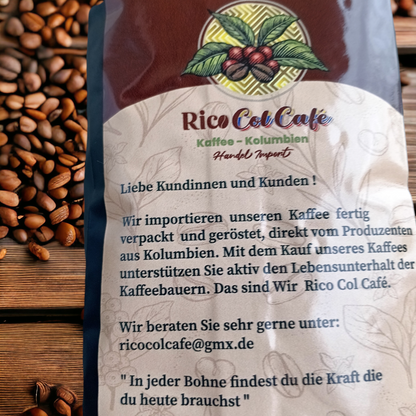 Rico Col Café
Kaffee - Kolumbien
Handel Import
Liebe Kundinnen und Kunden !
Wir importieren unseren Kaffee fertig
verpackt und geröstet, direkt vom Produzenten
aus Kolumbien. Mit dem Kauf unseres Kaffees
unterstützen Sie aktiv den Lebensunterhalt der
Kaffeebauern. Das sind Wir Rico Col Café.
Wir beraten Sie sehr gerne unter:
ricocolcafe@gmx.de
" In jeder Bohne findest du die Kraft die
du heute brauchst "